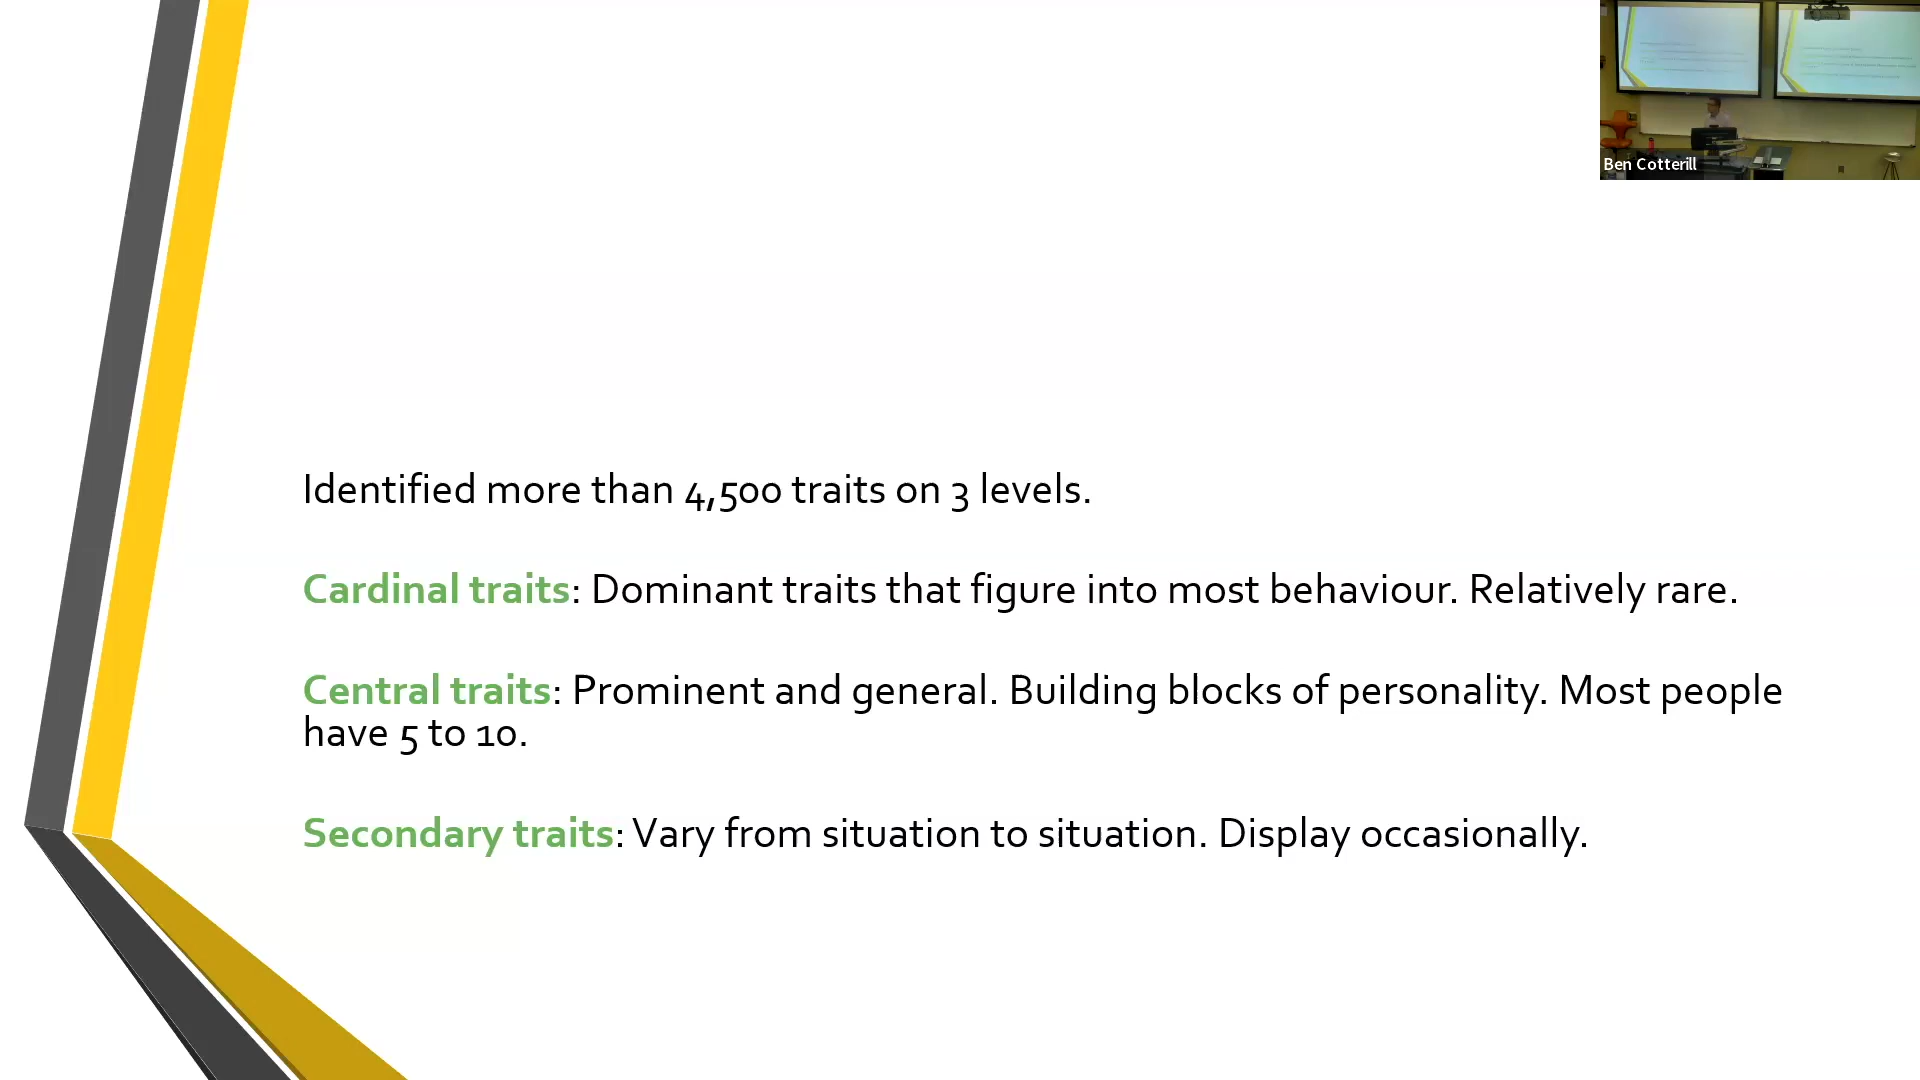 Ben Cotterill
Identified more than 4,500 traits on 3 levels.
Cardinal traits: Dominant traits that figure into most behaviour. Relatively rare.
Central traits: Prominent and general. Building blocks of personality. Most people
have 5 to 10.
Secondary traits: Vary from situation to situation. Display occasionally.